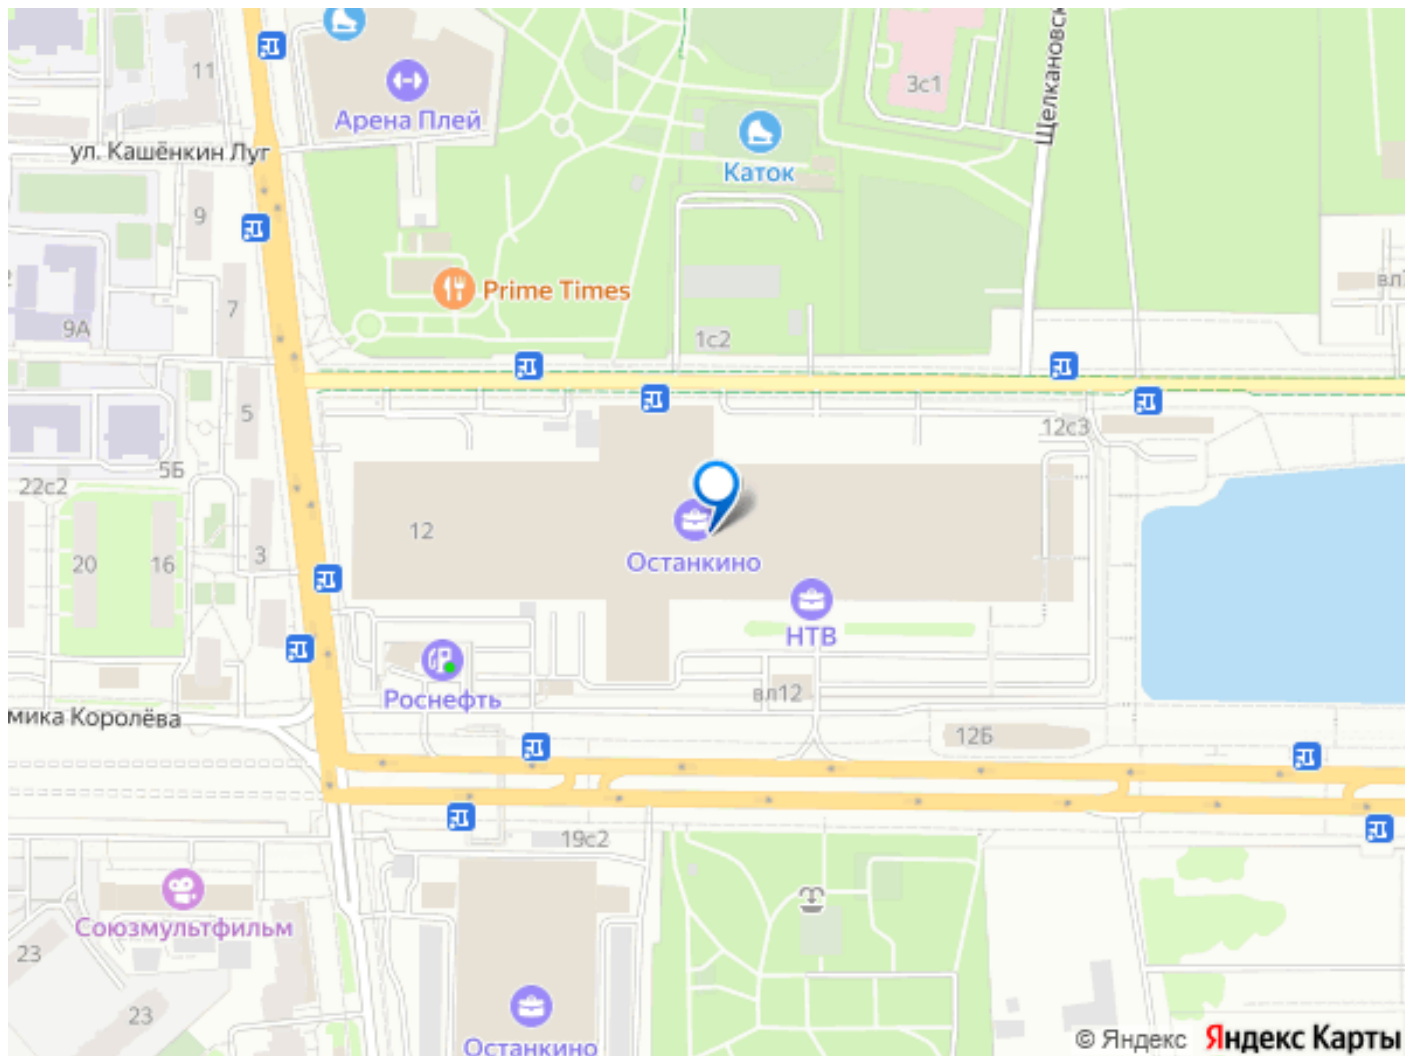 11
Арена Плей
3с1
Щелкановск
ул. Кашёнкин Луг
Каток
9
Prime Times
вл
7
9А
1с2
5
12с3
5Б
22с2
12
3
20
16
Останкино
НТВ
Роснефть
вл12
мика Королёва
12Б
19с2
Союзмультфильм
23
23
Останкино
© Яндекс Яндекс Карты